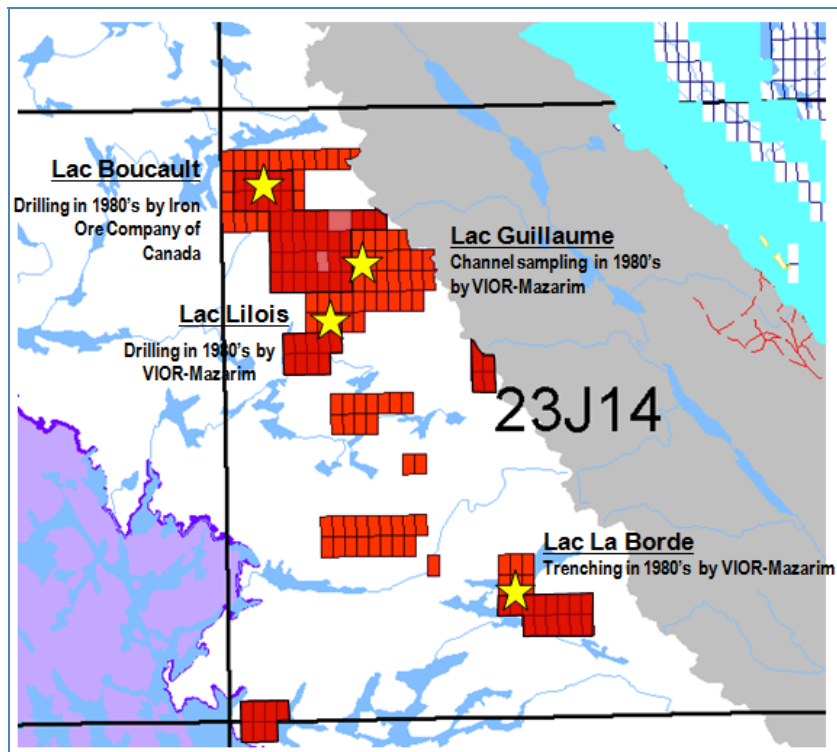 Lac Boucault
Drilling in 1980's by Iron
Ore Company of
Canada
Lac Guillaume
Channel sampling in 1980's
by VIOR-Mazarim
Lac Lilois
Drilling in 1980's by
VIOR-Mazarim
23J14
Lac La Borde
Trenching in 1980's by VIOR-Mazarim